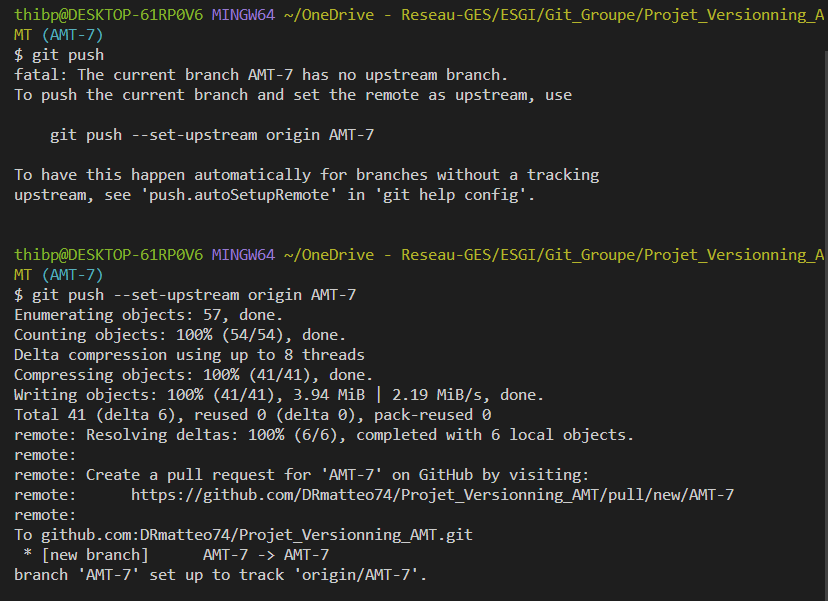 thibp@DESKTOP-61RP0V6 MINGW64 ~/OneDrive - Reseau-GES/ESGI/Git_Groupe/Projet_Versionning_A
MT (AMT-7)
$ git push
fatal: The current branch AMT-7 has no upstream branch.
To push the current branch and set the remote as upstream, use
    git push --set-upstream origin AMT-7
To have this happen automatically for branches without a tracking
upstream, see 'push.autoSetupRemote' in 'git help config'.
thibp@DESKTOP-61RP0V6 MINGW64 ~/OneDrive - Reseau-GES/ESGI/Git_Groupe/Projet_Versionning_A
MT (AMT-7)
$ git push --set-upstream origin AMT-7
Enumerating objects: 57, done.
Counting objects: 100% (54/54), done.
Delta compression using up to 8 threads
Compressing objects: 100% (41/41), done.
Writing objects: 100% (41/41), 3.94 MiB | 2.19 MiB/s, done.
Total 41 (delta 6), reused 0 (delta 0), pack-reused 0
remote: Resolving deltas: 100% (6/6), completed with 6 local objects.
remote:
remote: Create a pull request for 'AMT-7' on GitHub by visiting:
remote:      https://github.com/DRmatteo74/Projet_Versionning_AMT/pull/new/AMT-7
remote:
To github.com:DRmatteo74/Projet_Versionning_AMT.git
 * [new branch]      AMT-7 -> AMT-7
branch 'AMT-7' set up to track 'origin/AMT-7'.